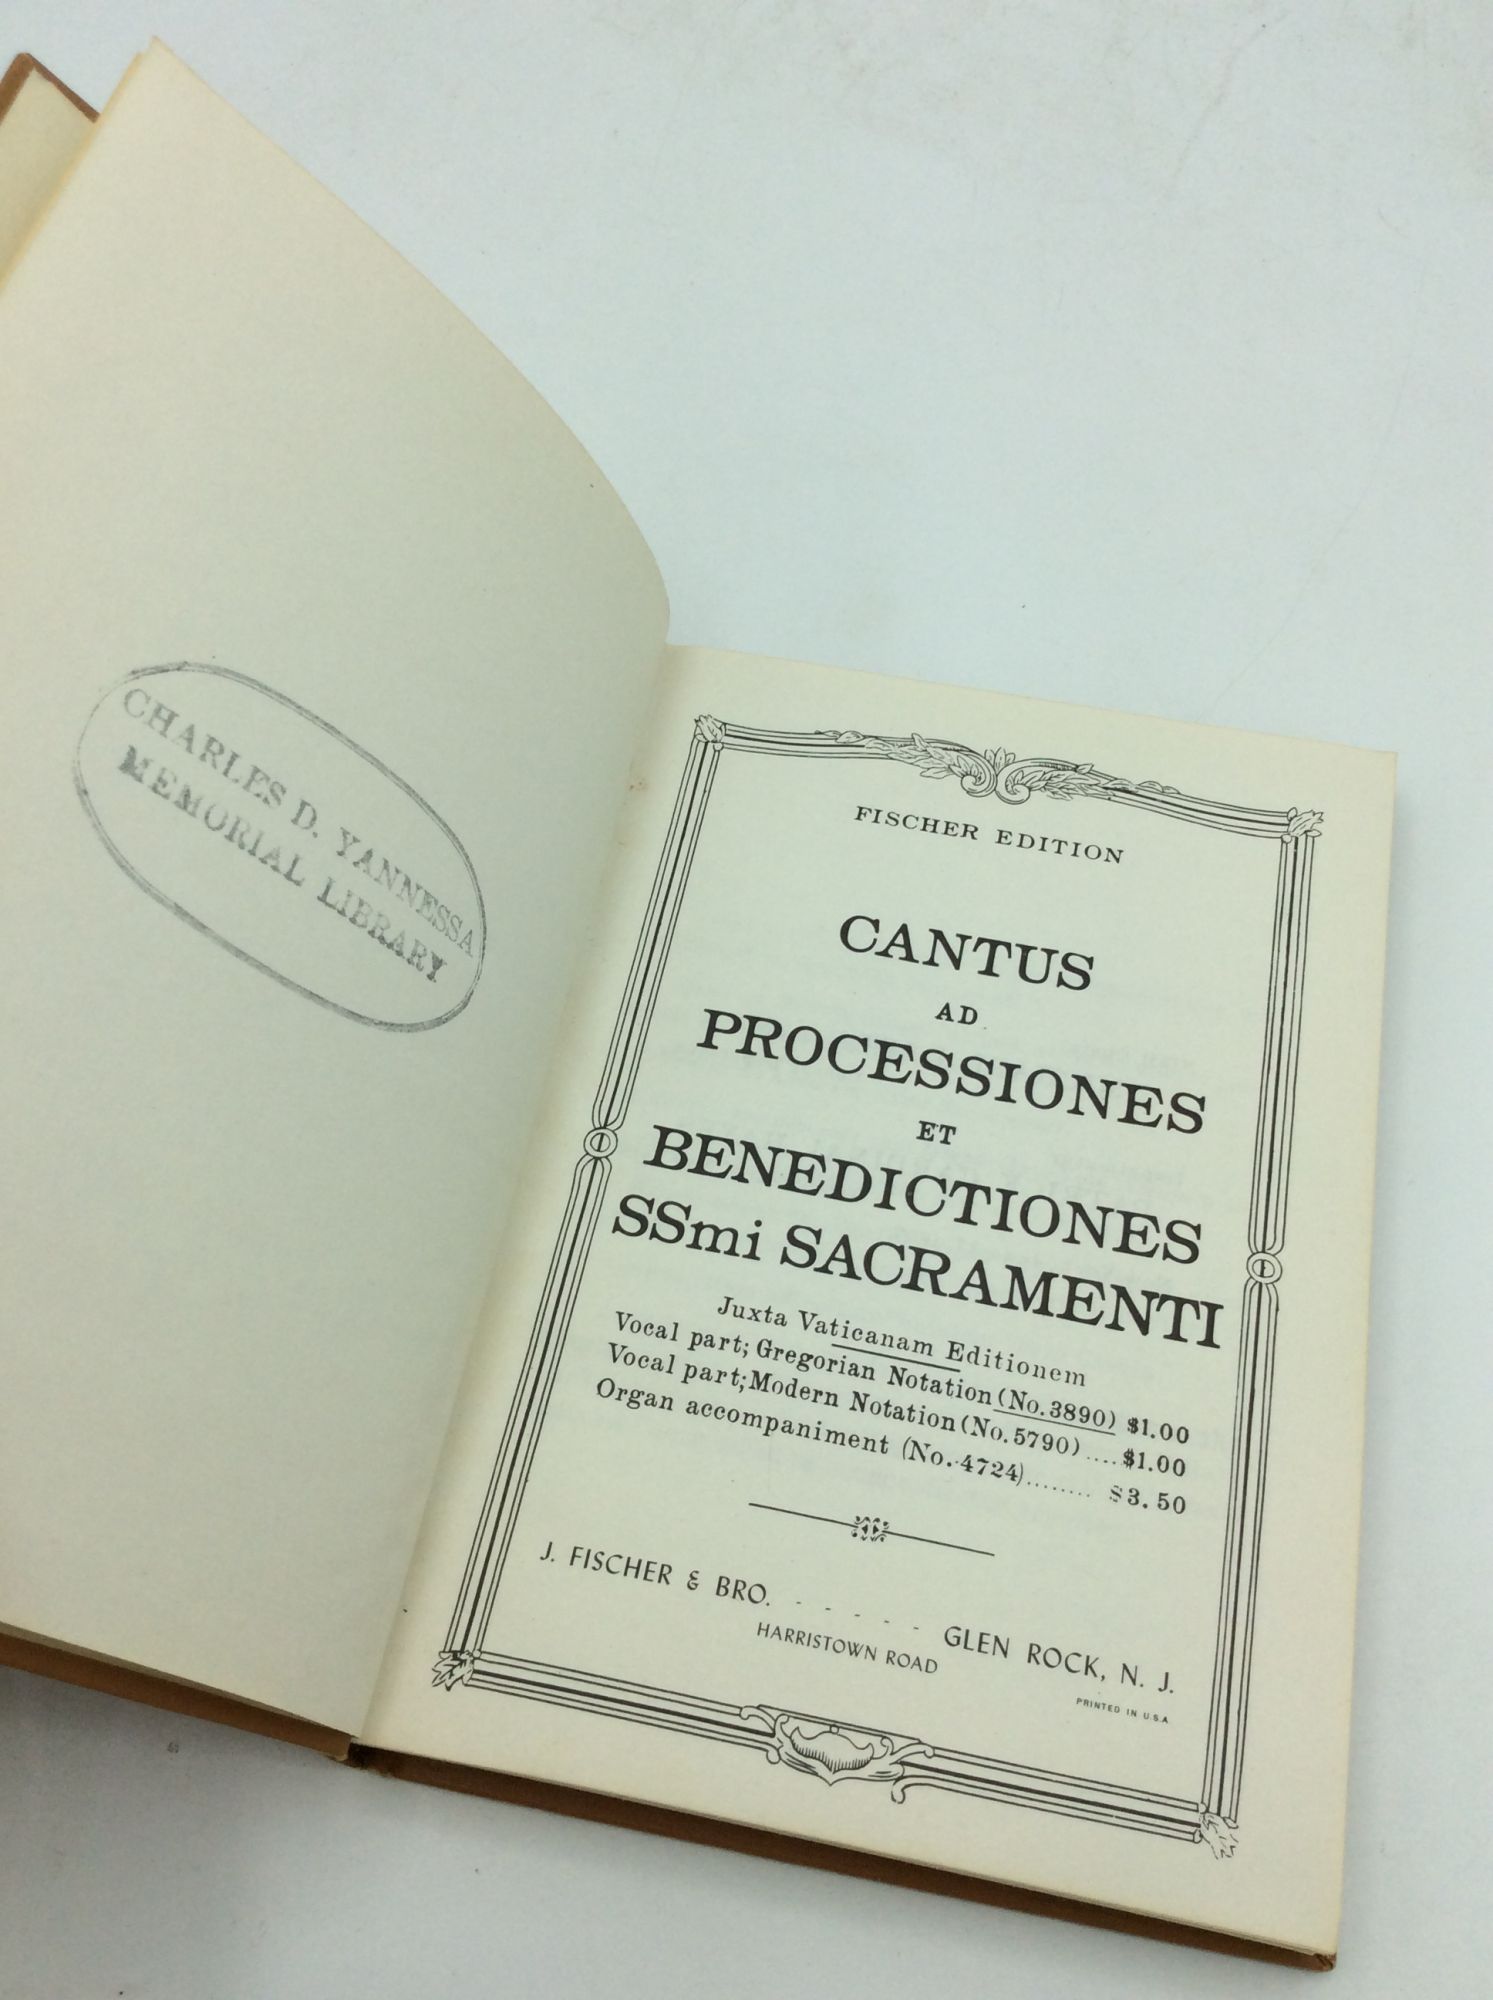 CHARLES D. YANNESSA
MEMORIAL LIBRARY
FISCHER EDITION
CANTUS
AD
PROCESSIONES
ET
BENEDICTIONES
SSmi SACRAMENTI
Juxta Vaticanam Editionem
Vocal part; Gregorian Notation (No. 3890) $1.00
Vocal part; Modern Notation (No. 5790) .... $1.00
Organ accompaniment (No. 4724) ........ $3.50
J. FISCHER & BRO. - - - - - GLEN ROCK, N. J.
HARRISTOWN ROAD
PRINTED IN U.S.A